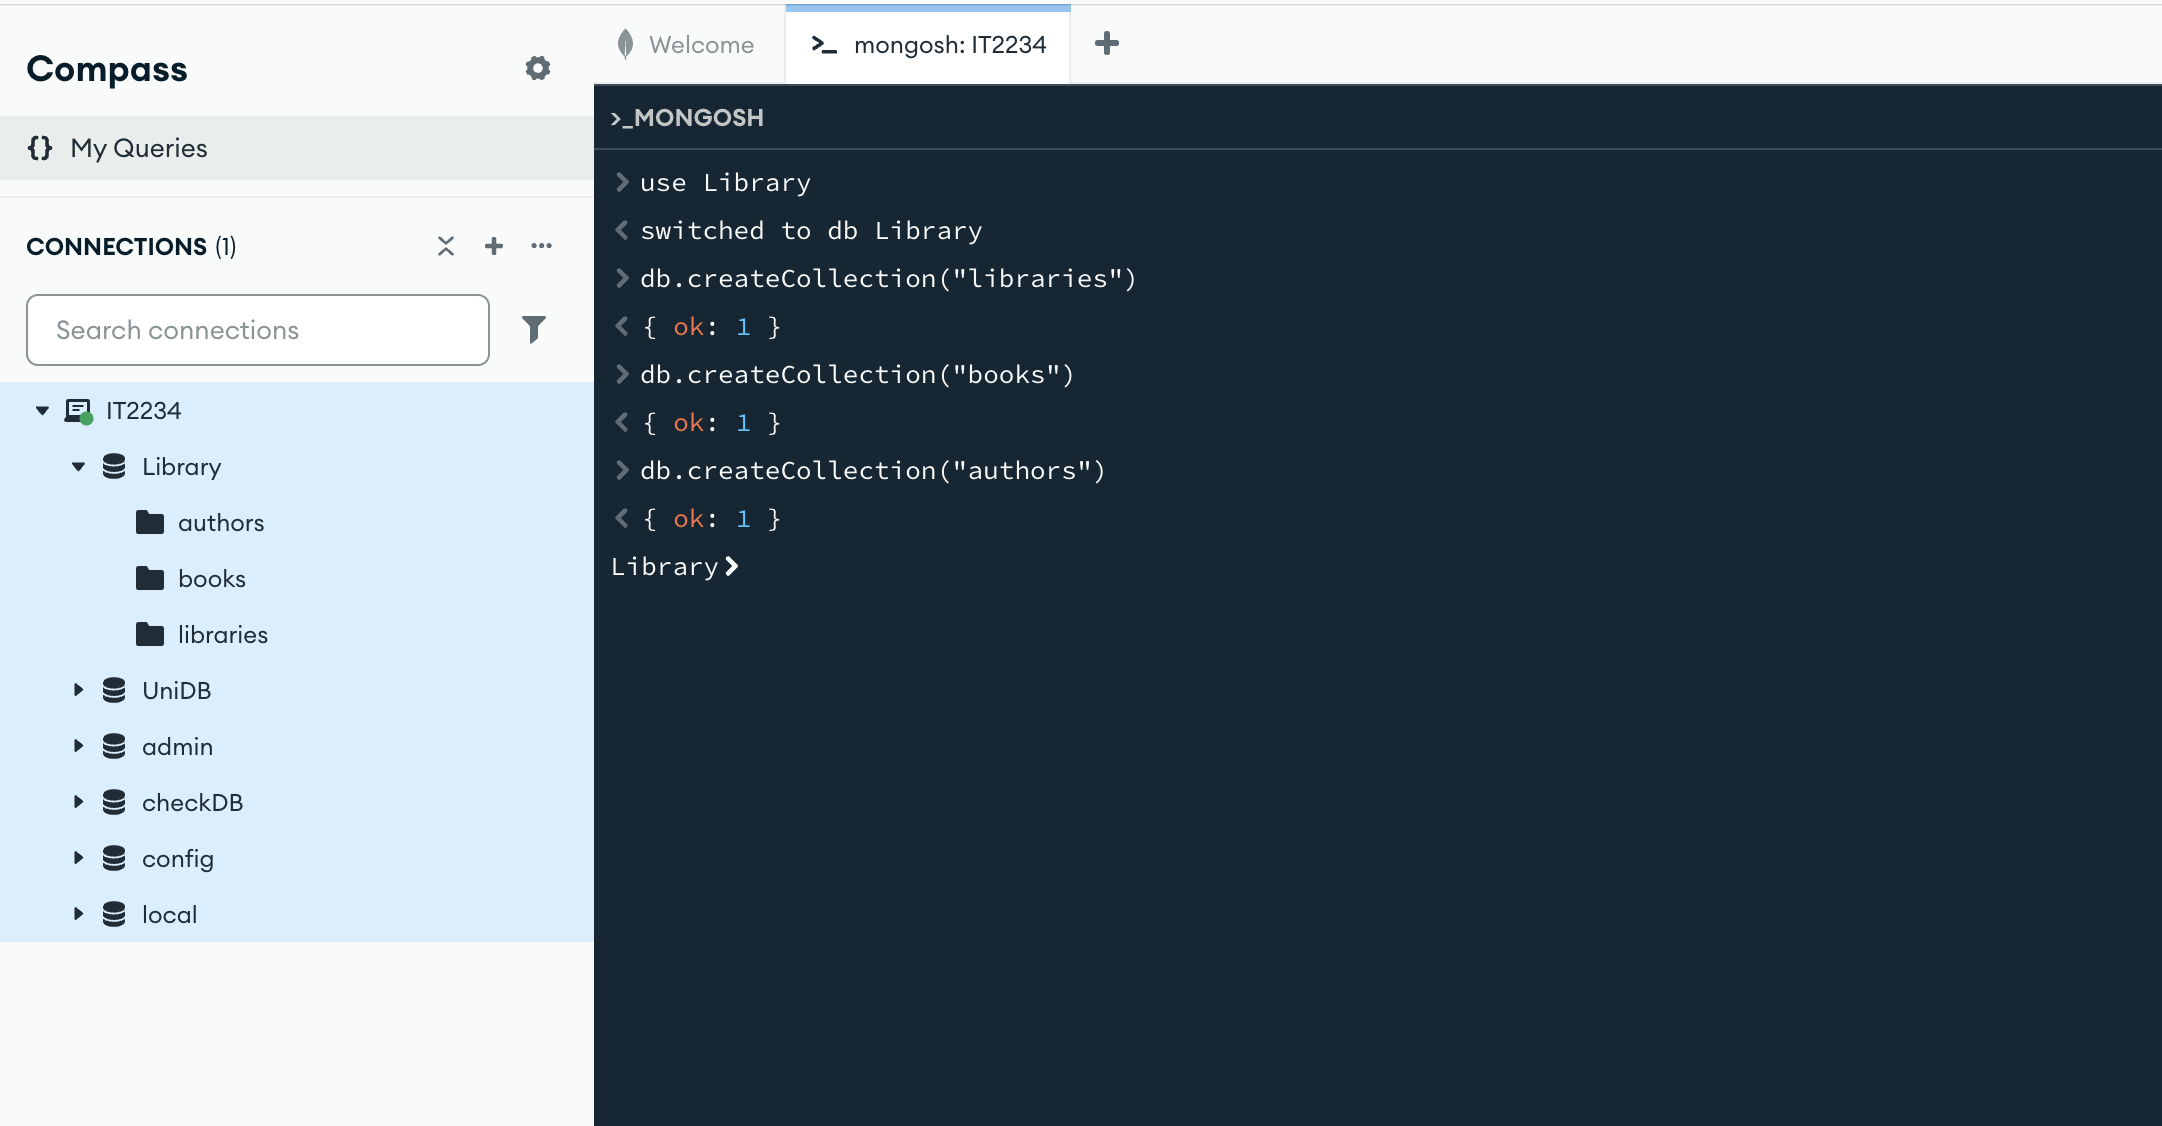 Compass
{} My Queries
CONNECTIONS (1)
Search connections
IT2234
Library
authors
books
libraries
UniDB
admin
checkDB
config
local
Welcome
>_ mongosh: IT2234
>_MONGOSH
> use Library
< switched to db Library
> db.createCollection("libraries")
< { ok: 1 }
> db.createCollection("books")
< { ok: 1 }
> db.createCollection("authors")
< { ok: 1 }
Library>